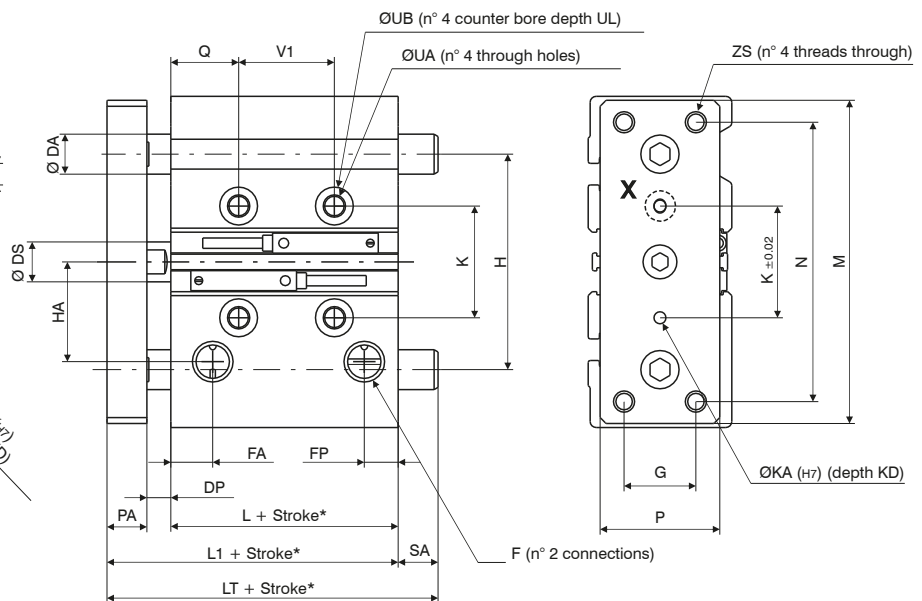 ØUB (n° 4 counter bore depth UL)
Q
V1
ØUA (n° 4 through holes)
ZS (n° 4 threads through)
Ø DA
X
Ø DS
K
H
K ±0.02
N
M
HA
(H7)
D)
FA
FP
G
ØKA (H7) (depth KD)
DP
PA
L + Stroke*
P
L1 + Stroke*
SA
F (n° 2 connections)
LT + Stroke*